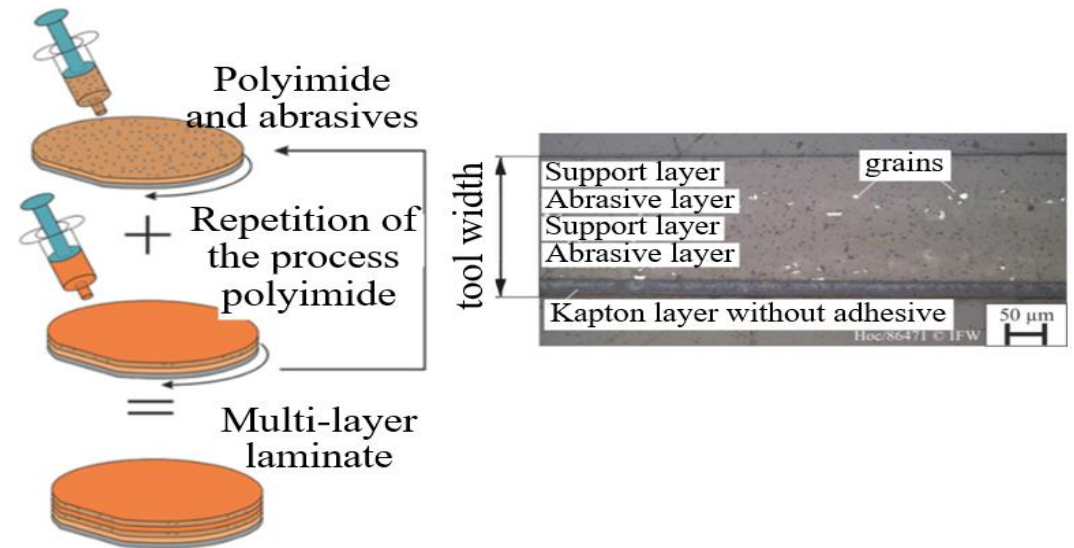 Polyimide
and abrasives
Repetition of
the process
polyimide
Multi-layer
laminate
tool width
Support layer
Abrasive layer
Support layer
Abrasive layer
grains
Kapton layer without adhesive
50 µm
Hoc/86471 © IFW